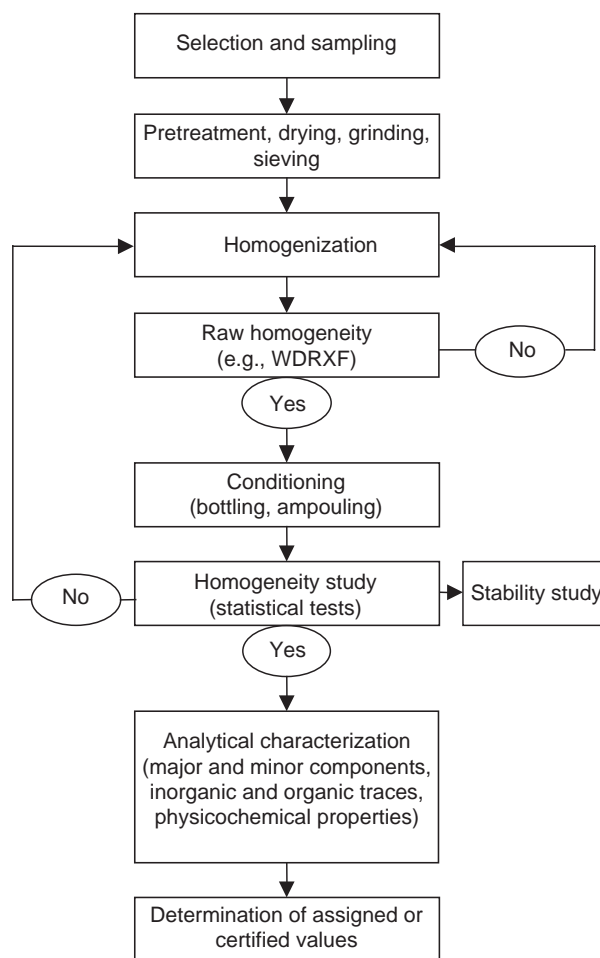 Selection and sampling
Pretreatment, drying, grinding,
sieving
Homogenization
Raw homogeneity
(e.g., WDRXF)
No
Yes
Conditioning
(bottling, ampouling)
No
Homogeneity study
(statistical tests)
Stability study
Yes
Analytical characterization
(major and minor components,
inorganic and organic traces,
physicochemical properties)
Determination of assigned or
certified values